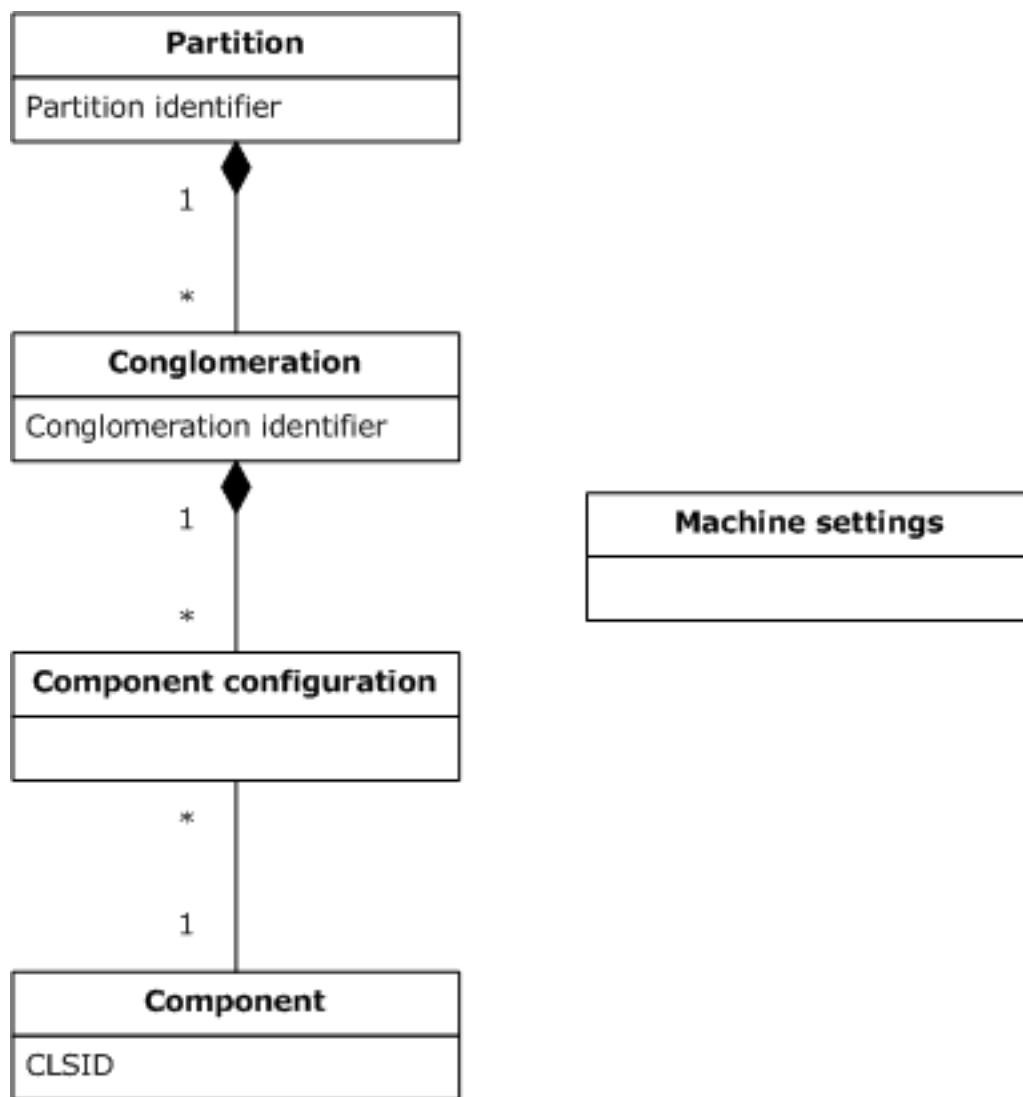 Partition
Partition identifier
1
*
Conglomeration
Conglomeration identifier
1
*
Machine settings
Component configuration
*
1
Component
CLSID